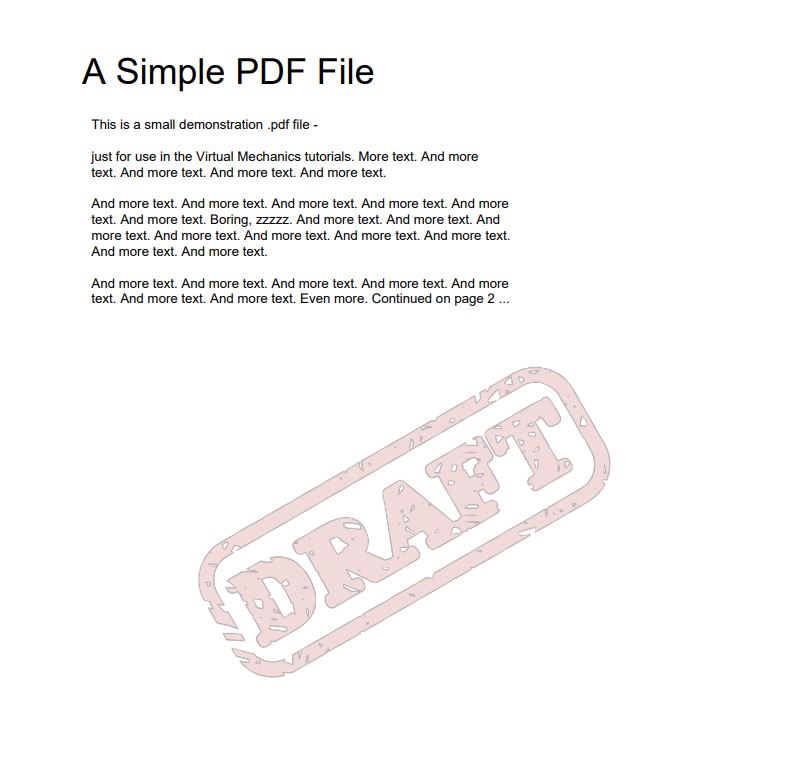 A Simple PDF File
This is a small demonstration .pdf file -
just for use in the Virtual Mechanics tutorials. More text. And more
text. And more text. And more text. And more text.
And more text. And more text. And more text. And more text. And more
text. And more text. Boring, zzzzz. And more text. And more text. And
more text. And more text. And more text. And more text. And more text.
And more text. And more text.
And more text. And more text. And more text. And more text. And more
text. And more text. And more text. Even more. Continued on page 2 ...
DRAFT